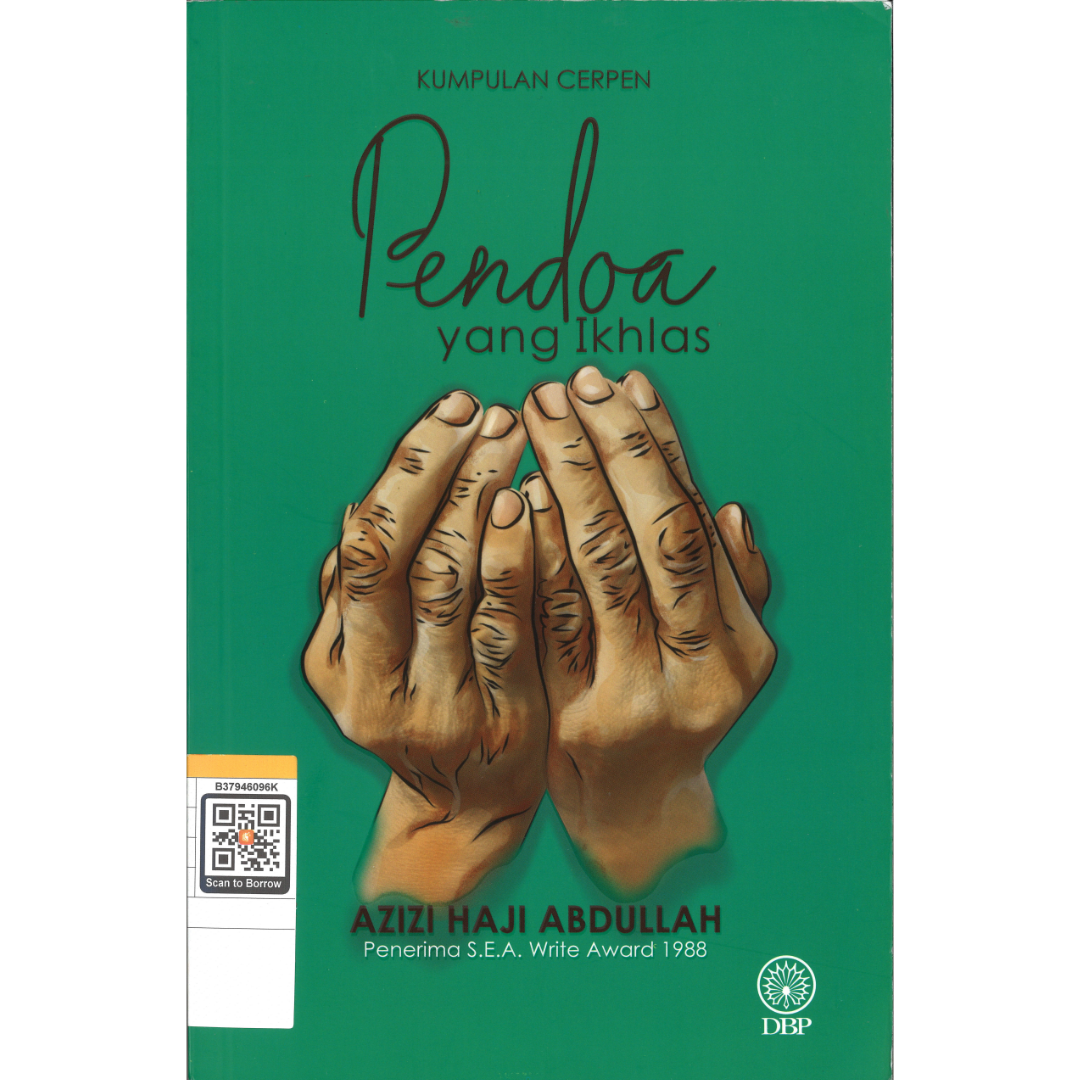 KUMPULAN CERPEN
Pendoa
yang Ikhlas
B37946096K
Scan to Borrow
AZIZI HAJI ABDULLAH
Penerima S.E.A. Write Award 1988
DBP